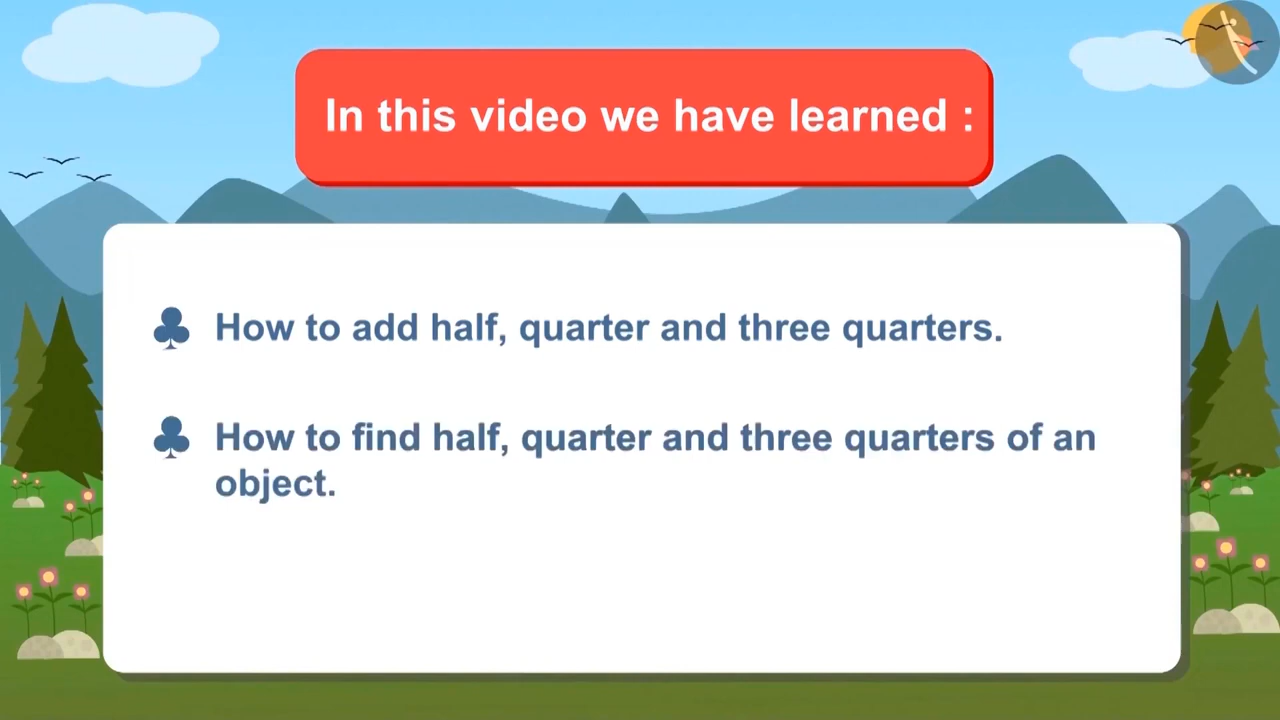 In this video we have learned :
♣ How to add half, quarter and three quarters.
♣ How to find half, quarter and three quarters of an
object.